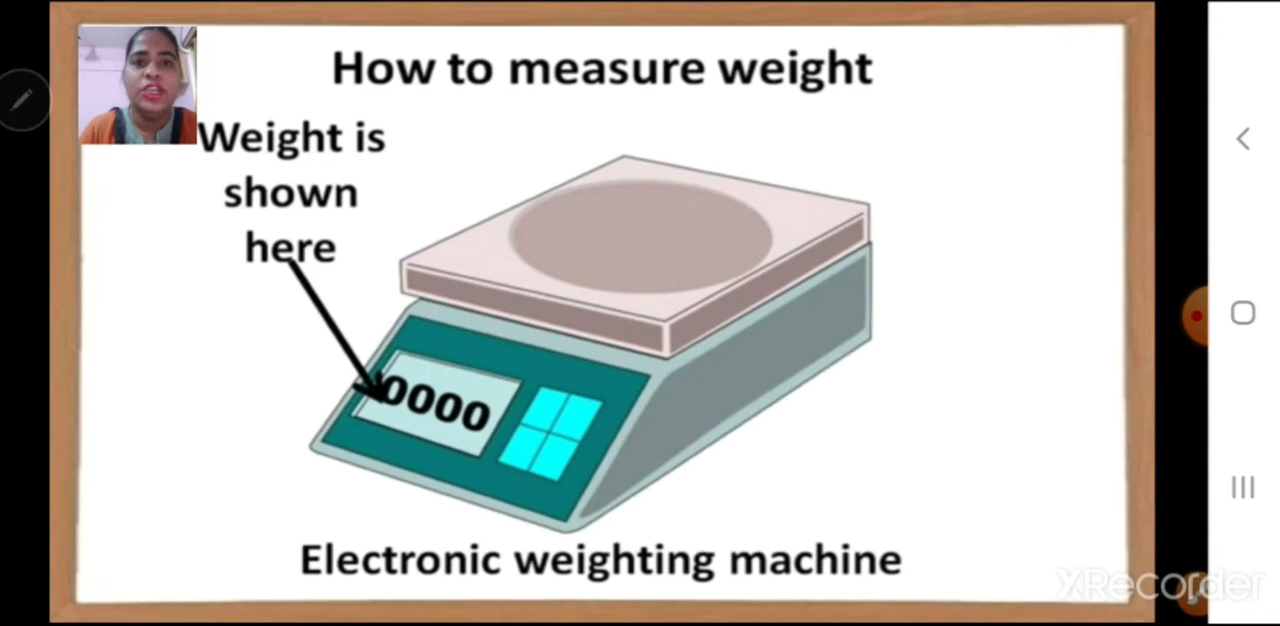 How to measure weight
Weight is
shown
here
0000
Electronic weighting machine
XRecorder